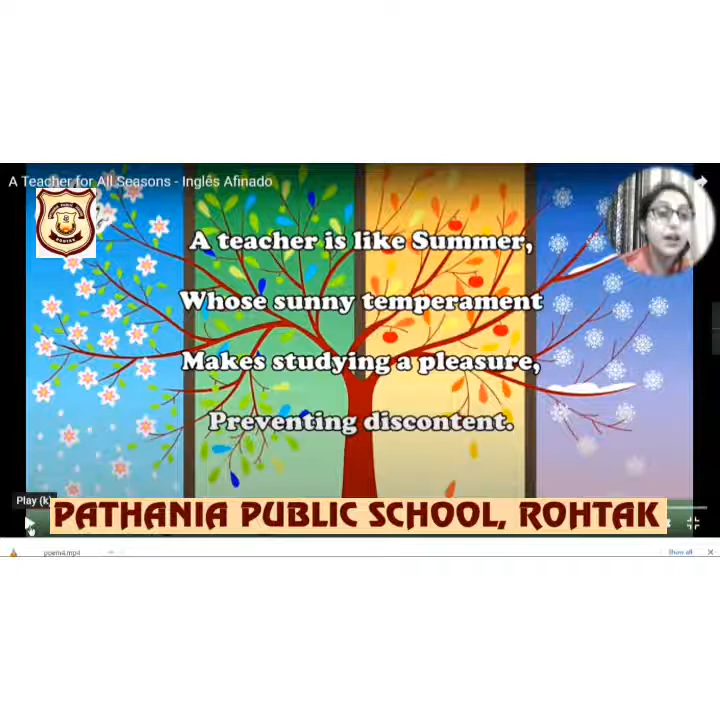 A Teacher for All Seasons - Inglês Afinado
A teacher is like Summer,
Whose sunny temperament
Makes studying a pleasure,
Preventing discontent.
Play (k)
PATHANIA PUBLIC SCHOOL, ROHTAK
poem4.mp4
Show all